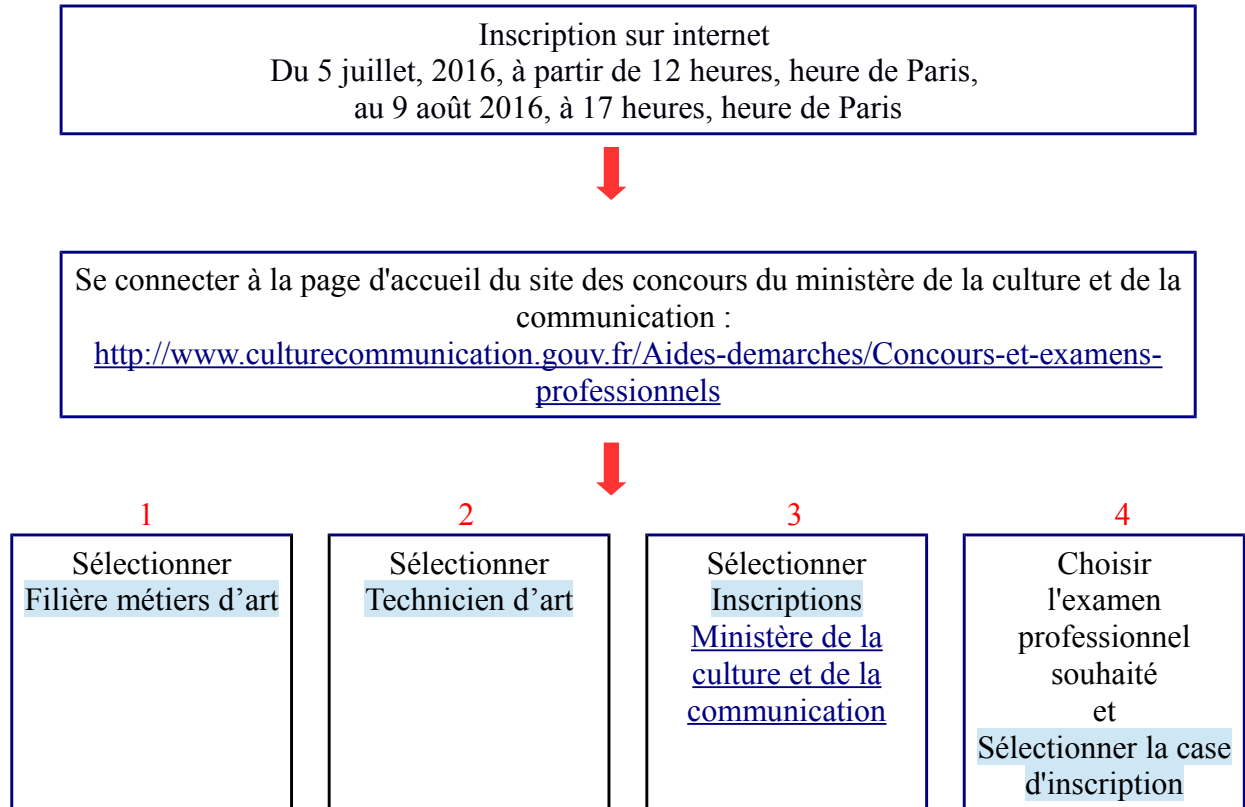 Inscription sur internet
Du 5 juillet, 2016, à partir de 12 heures, heure de Paris,
au 9 août 2016, à 17 heures, heure de Paris
Se connecter à la page d'accueil du site des concours du ministère de la culture et de la
communication :
http://www.culturecommunication.gouv.fr/Aides-demarches/Concours-et-examens-
professionnels
1
Sélectionner
Filière métiers d’art
2
Sélectionner
Technicien d’art
3
Sélectionner
Inscriptions
Ministère de la
culture et de la
communication
4
Choisir
l'examen
professionnel
souhaité
et
Sélectionner la case
d'inscription